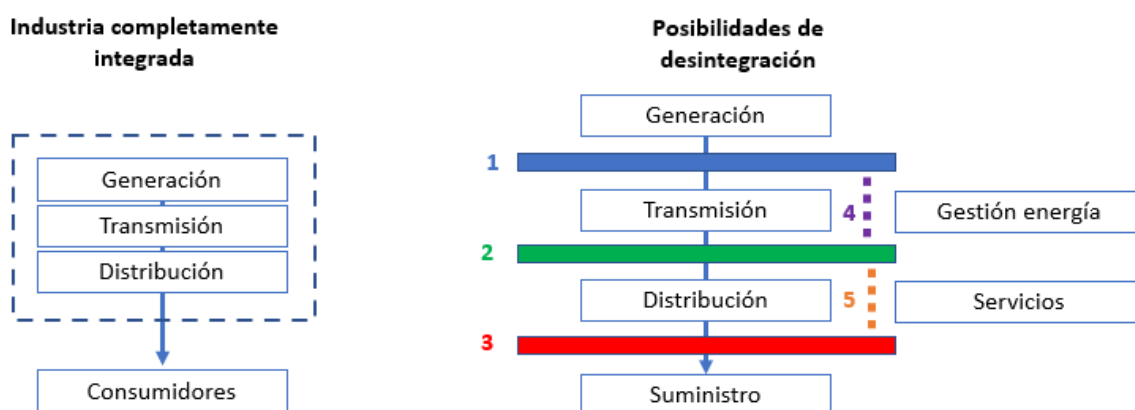 Industria completamente
integrada
Generación
Transmisión
Distribución
Consumidores
Posibilidades de
desintegración
Generación
1
Transmisión
4
Gestión energía
2
Distribución
5
Servicios
3
Suministro